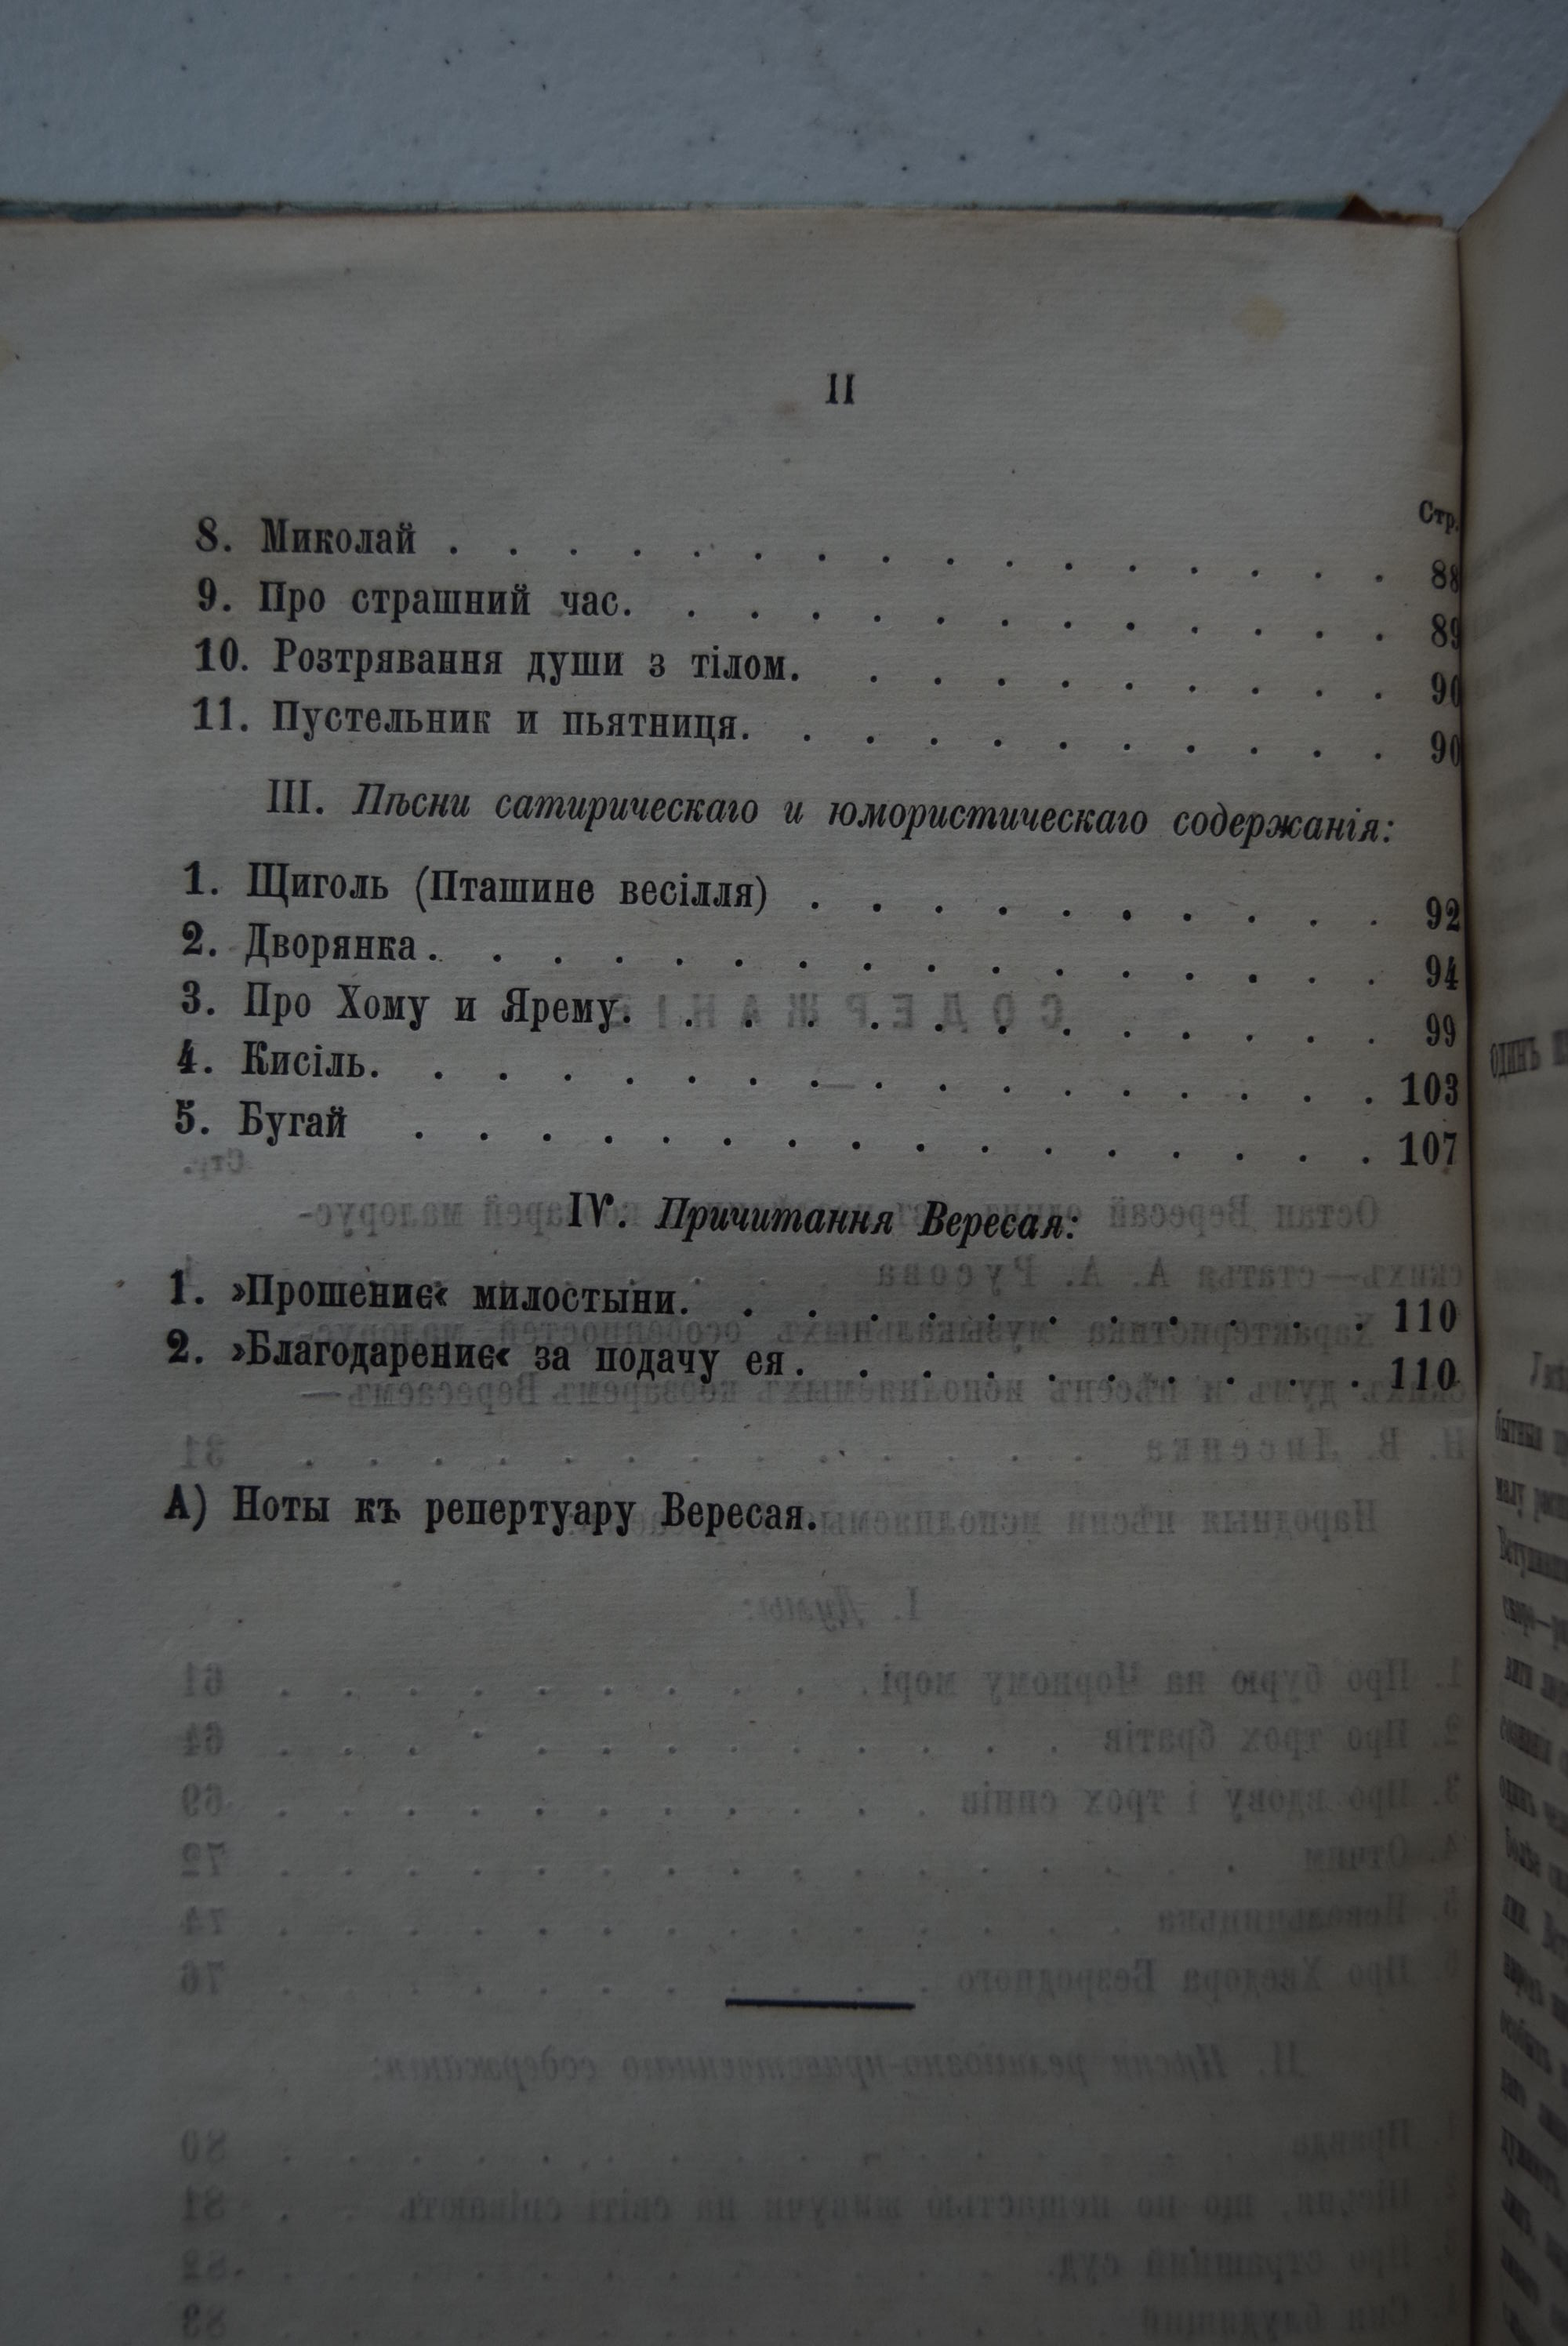 II
Стр.
8. Миколай . . . . . . . . . . . . . . . . 88
9. Про страшний час. . . . . . . . . . . . . 89
10. Розтрявання души з тілом. . . . . . . . . . 90
11. Пустельник и пьятниця. . . . . . . . . . . 90
III. Пѣсни сатирическаго и юмористическаго содержанія:
1. Щиголь (Пташине весілля) . . . . . . . . . . 92
2. Дворянка . . . . . . . . . . . . . . . . 94
3. Про Хому и Ярему. . . . . . . . . . . . . 99
4. Кисіль. . . . . . . . . . . . . . . . . 103
5. Бугай . . . . . . . . . . . . . . . . 107
IV. Причитання Вересая:
1. »Прошение« милостыни. . . . . . . . . . . . 110
2. »Благодарение« за подачу ея . . . . . . . . . . 110
А) Ноты къ репертуару Вересая.